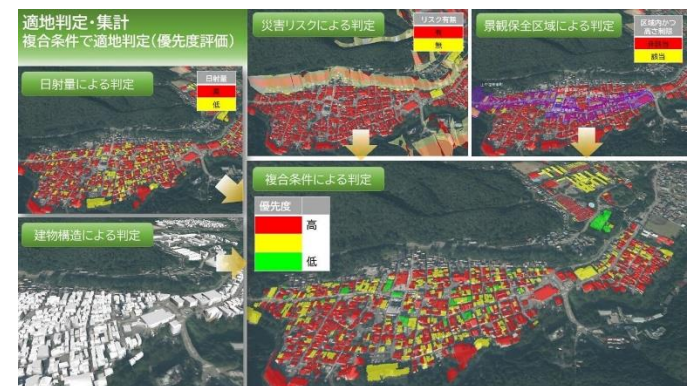 適地判定・集計
複合条件で適地判定(優先度評価)
日射量による判定
日射量
高
低
災害リスクによる判定
リスク有無
有
無
景観保全区域による判定
区域内かつ
高さ制限
非該当
該当
建物構造による判定
複合条件による判定
優先度
高
低